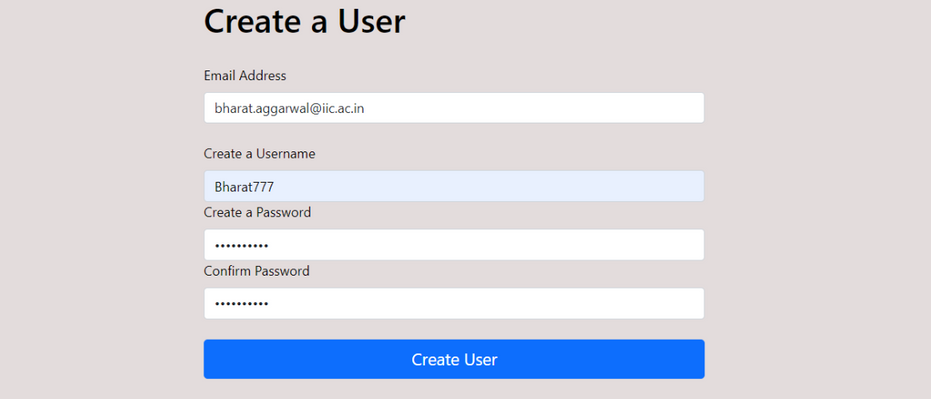 Create a User
Email Address
bharat.aggarwal@iic.ac.in
Create a Username
Bharat777
Create a Password
••••••••••
Confirm Password
••••••••••
Create User